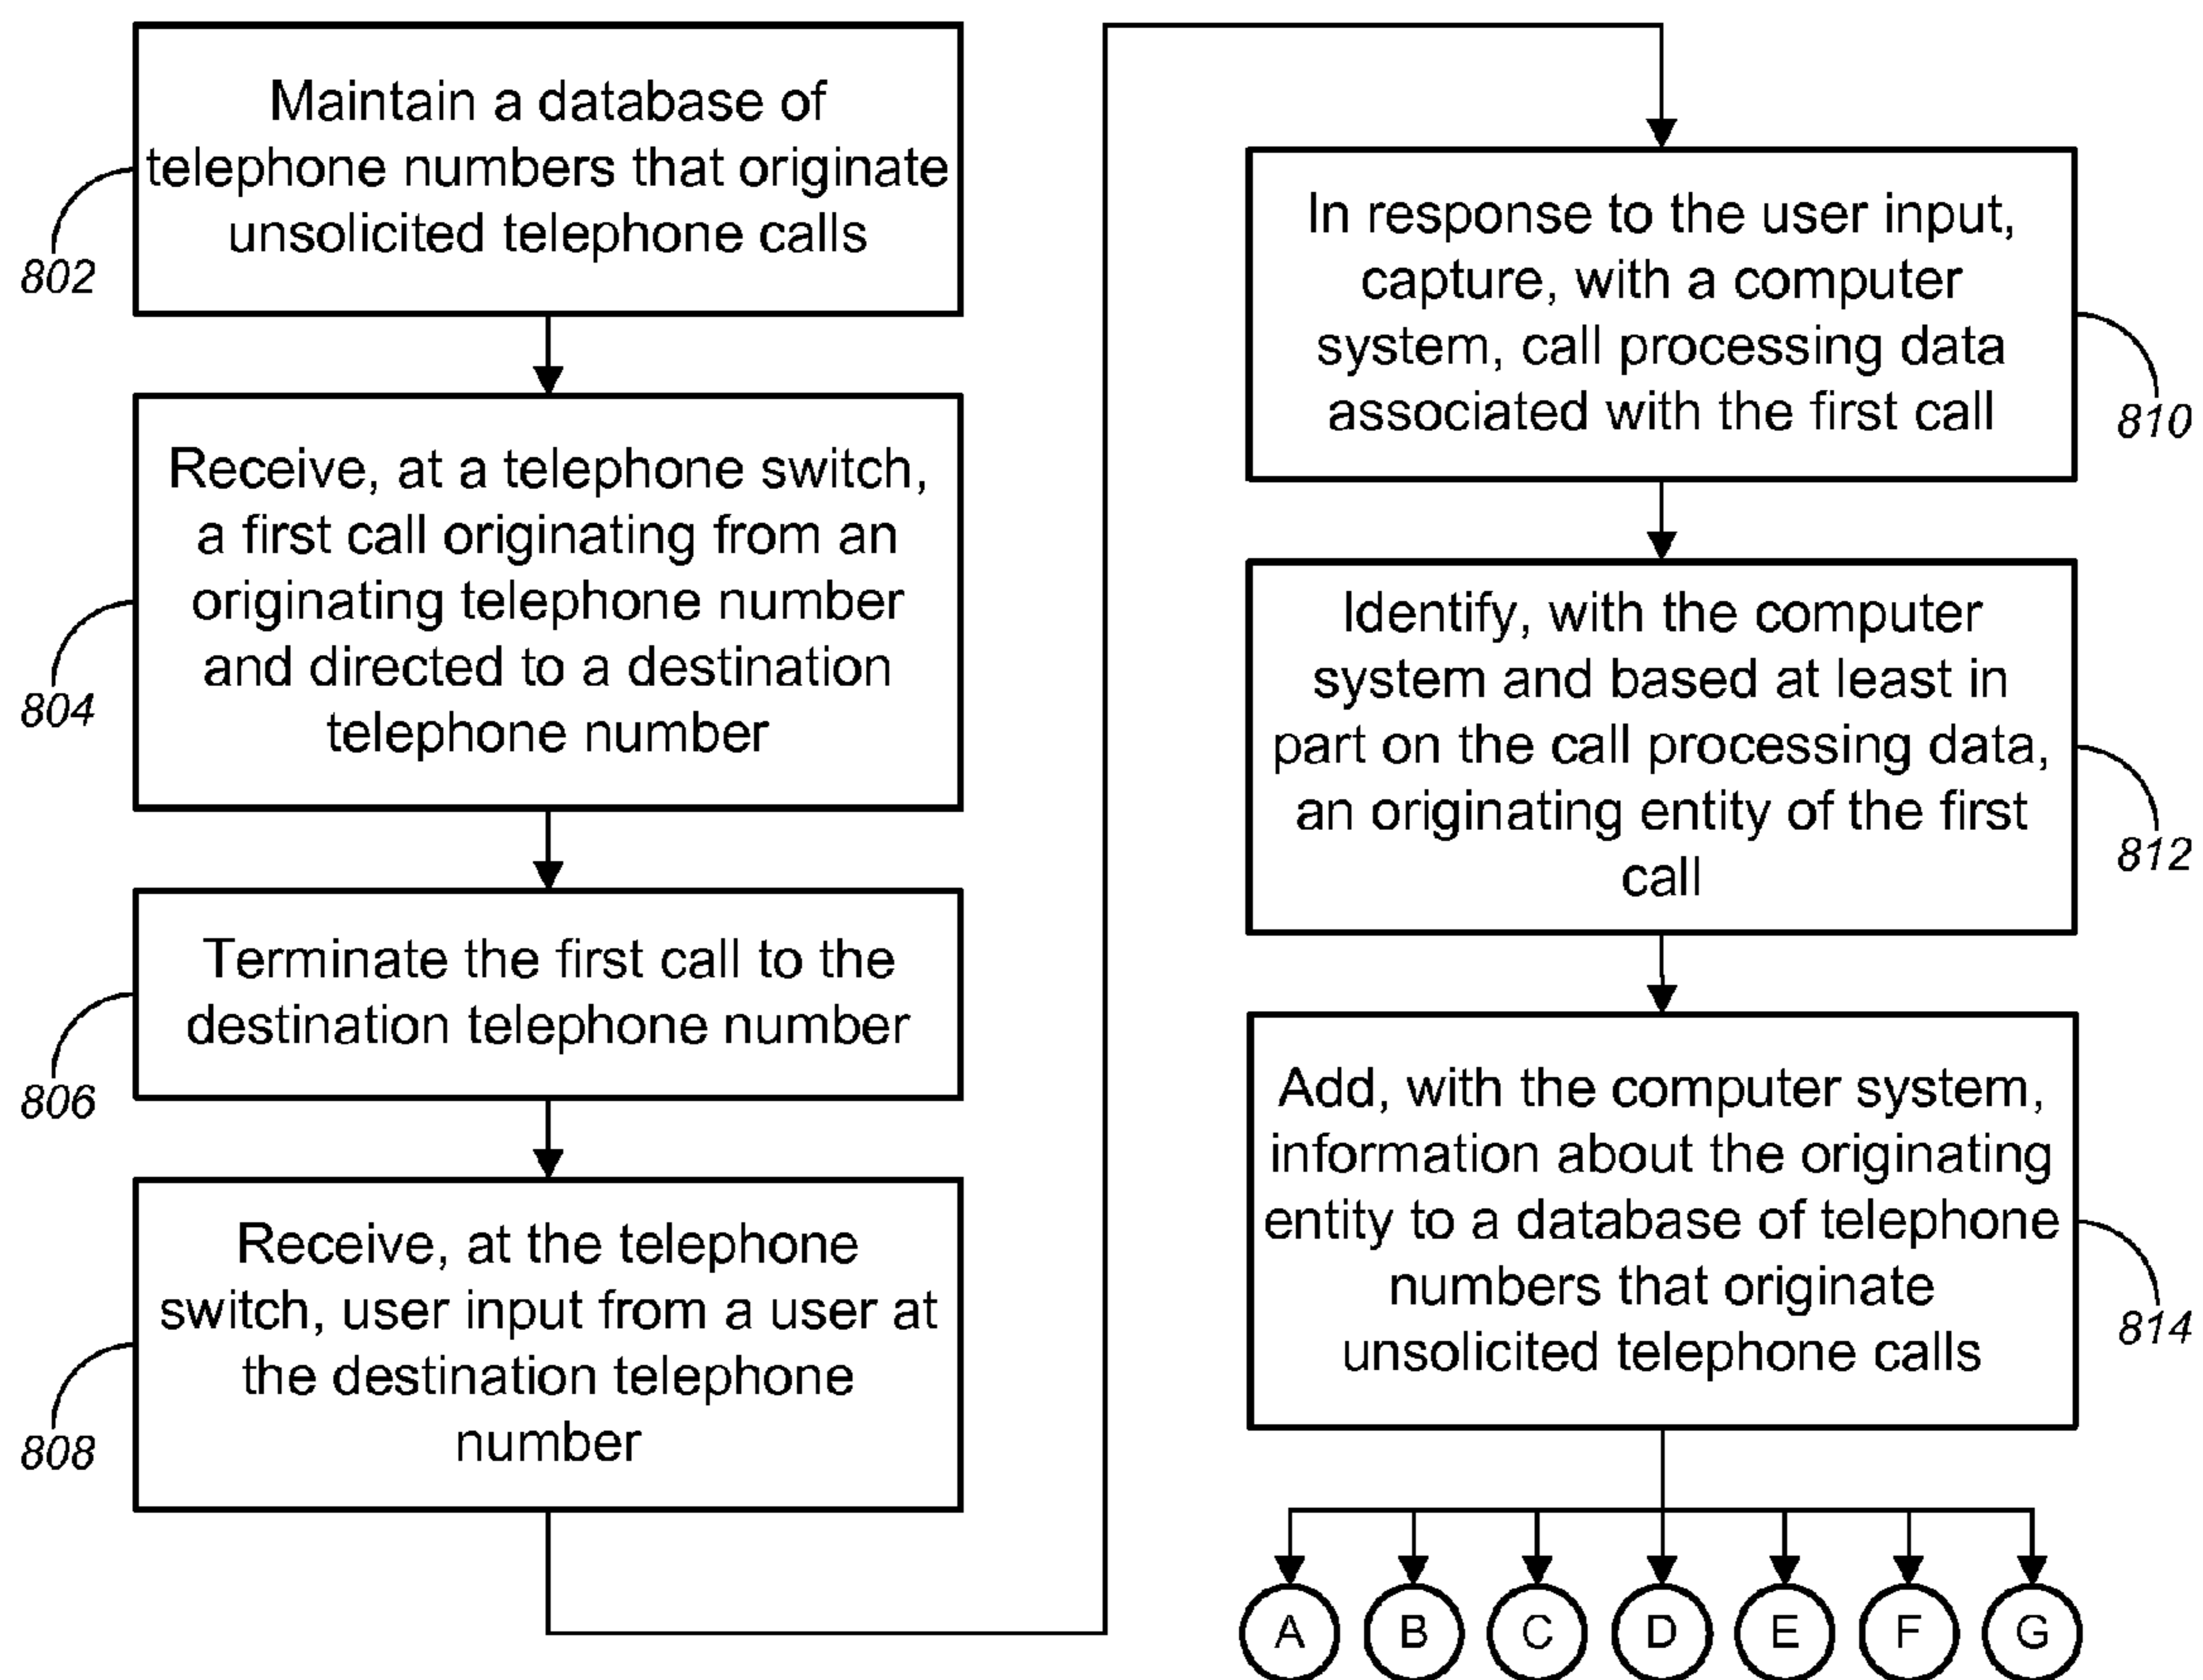 Maintain a database of
telephone numbers that originate
unsolicited telephone calls
802
Receive, at a telephone switch,
a first call originating from an
originating telephone number
and directed to a destination
telephone number
804
Terminate the first call to the
destination telephone number
806
Receive, at the telephone
switch, user input from a user at
the destination telephone
number
808
In response to the user input,
capture, with a computer
system, call processing data
associated with the first call
810
Identify, with the computer
system and based at least in
part on the call processing data,
an originating entity of the first
call
812
Add, with the computer system,
information about the originating
entity to a database of telephone
numbers that originate
unsolicited telephone calls
814
A B C D E F G